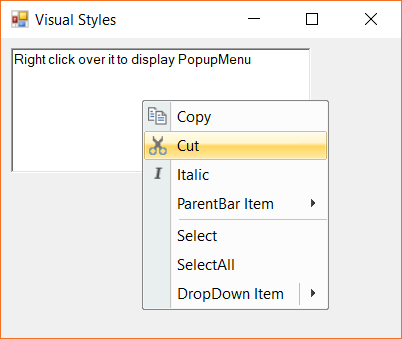 Visual Styles
Right click over it to display PopupMenu
Copy
Cut
Italic
ParentBar Item
Select
SelectAll
DropDown Item